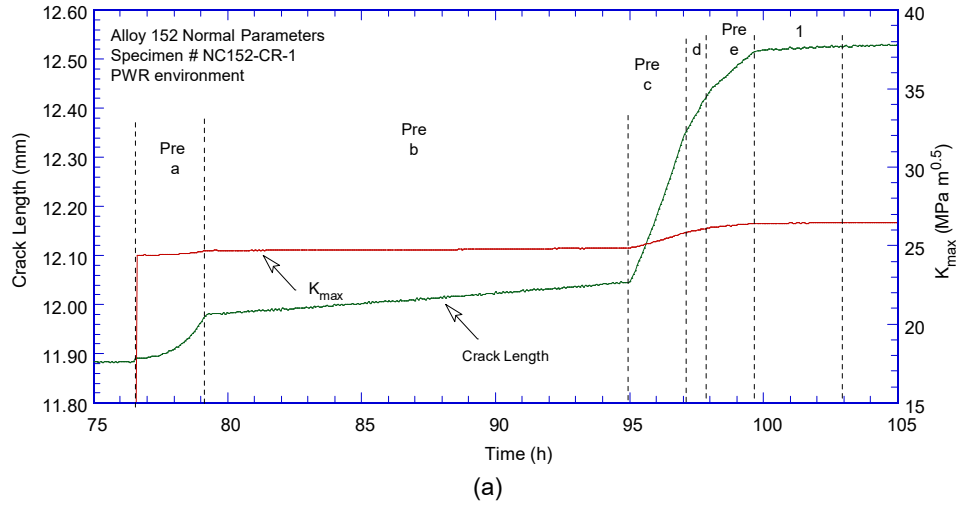 12.60
12.50
12.40
12.30
12.20
12.10
12.00
11.90
11.80
Crack Length (mm)
Alloy 152 Normal Parameters
Specimen # NC152-CR-1
PWR environment
Pre
a
Pre
b
Pre
c
d
Pre
e
1
K_max
Crack Length
40
35
30
25
20
15
K_max (MPa m^0.5)
75 80 85 90 95 100 105
Time (h)
(a)